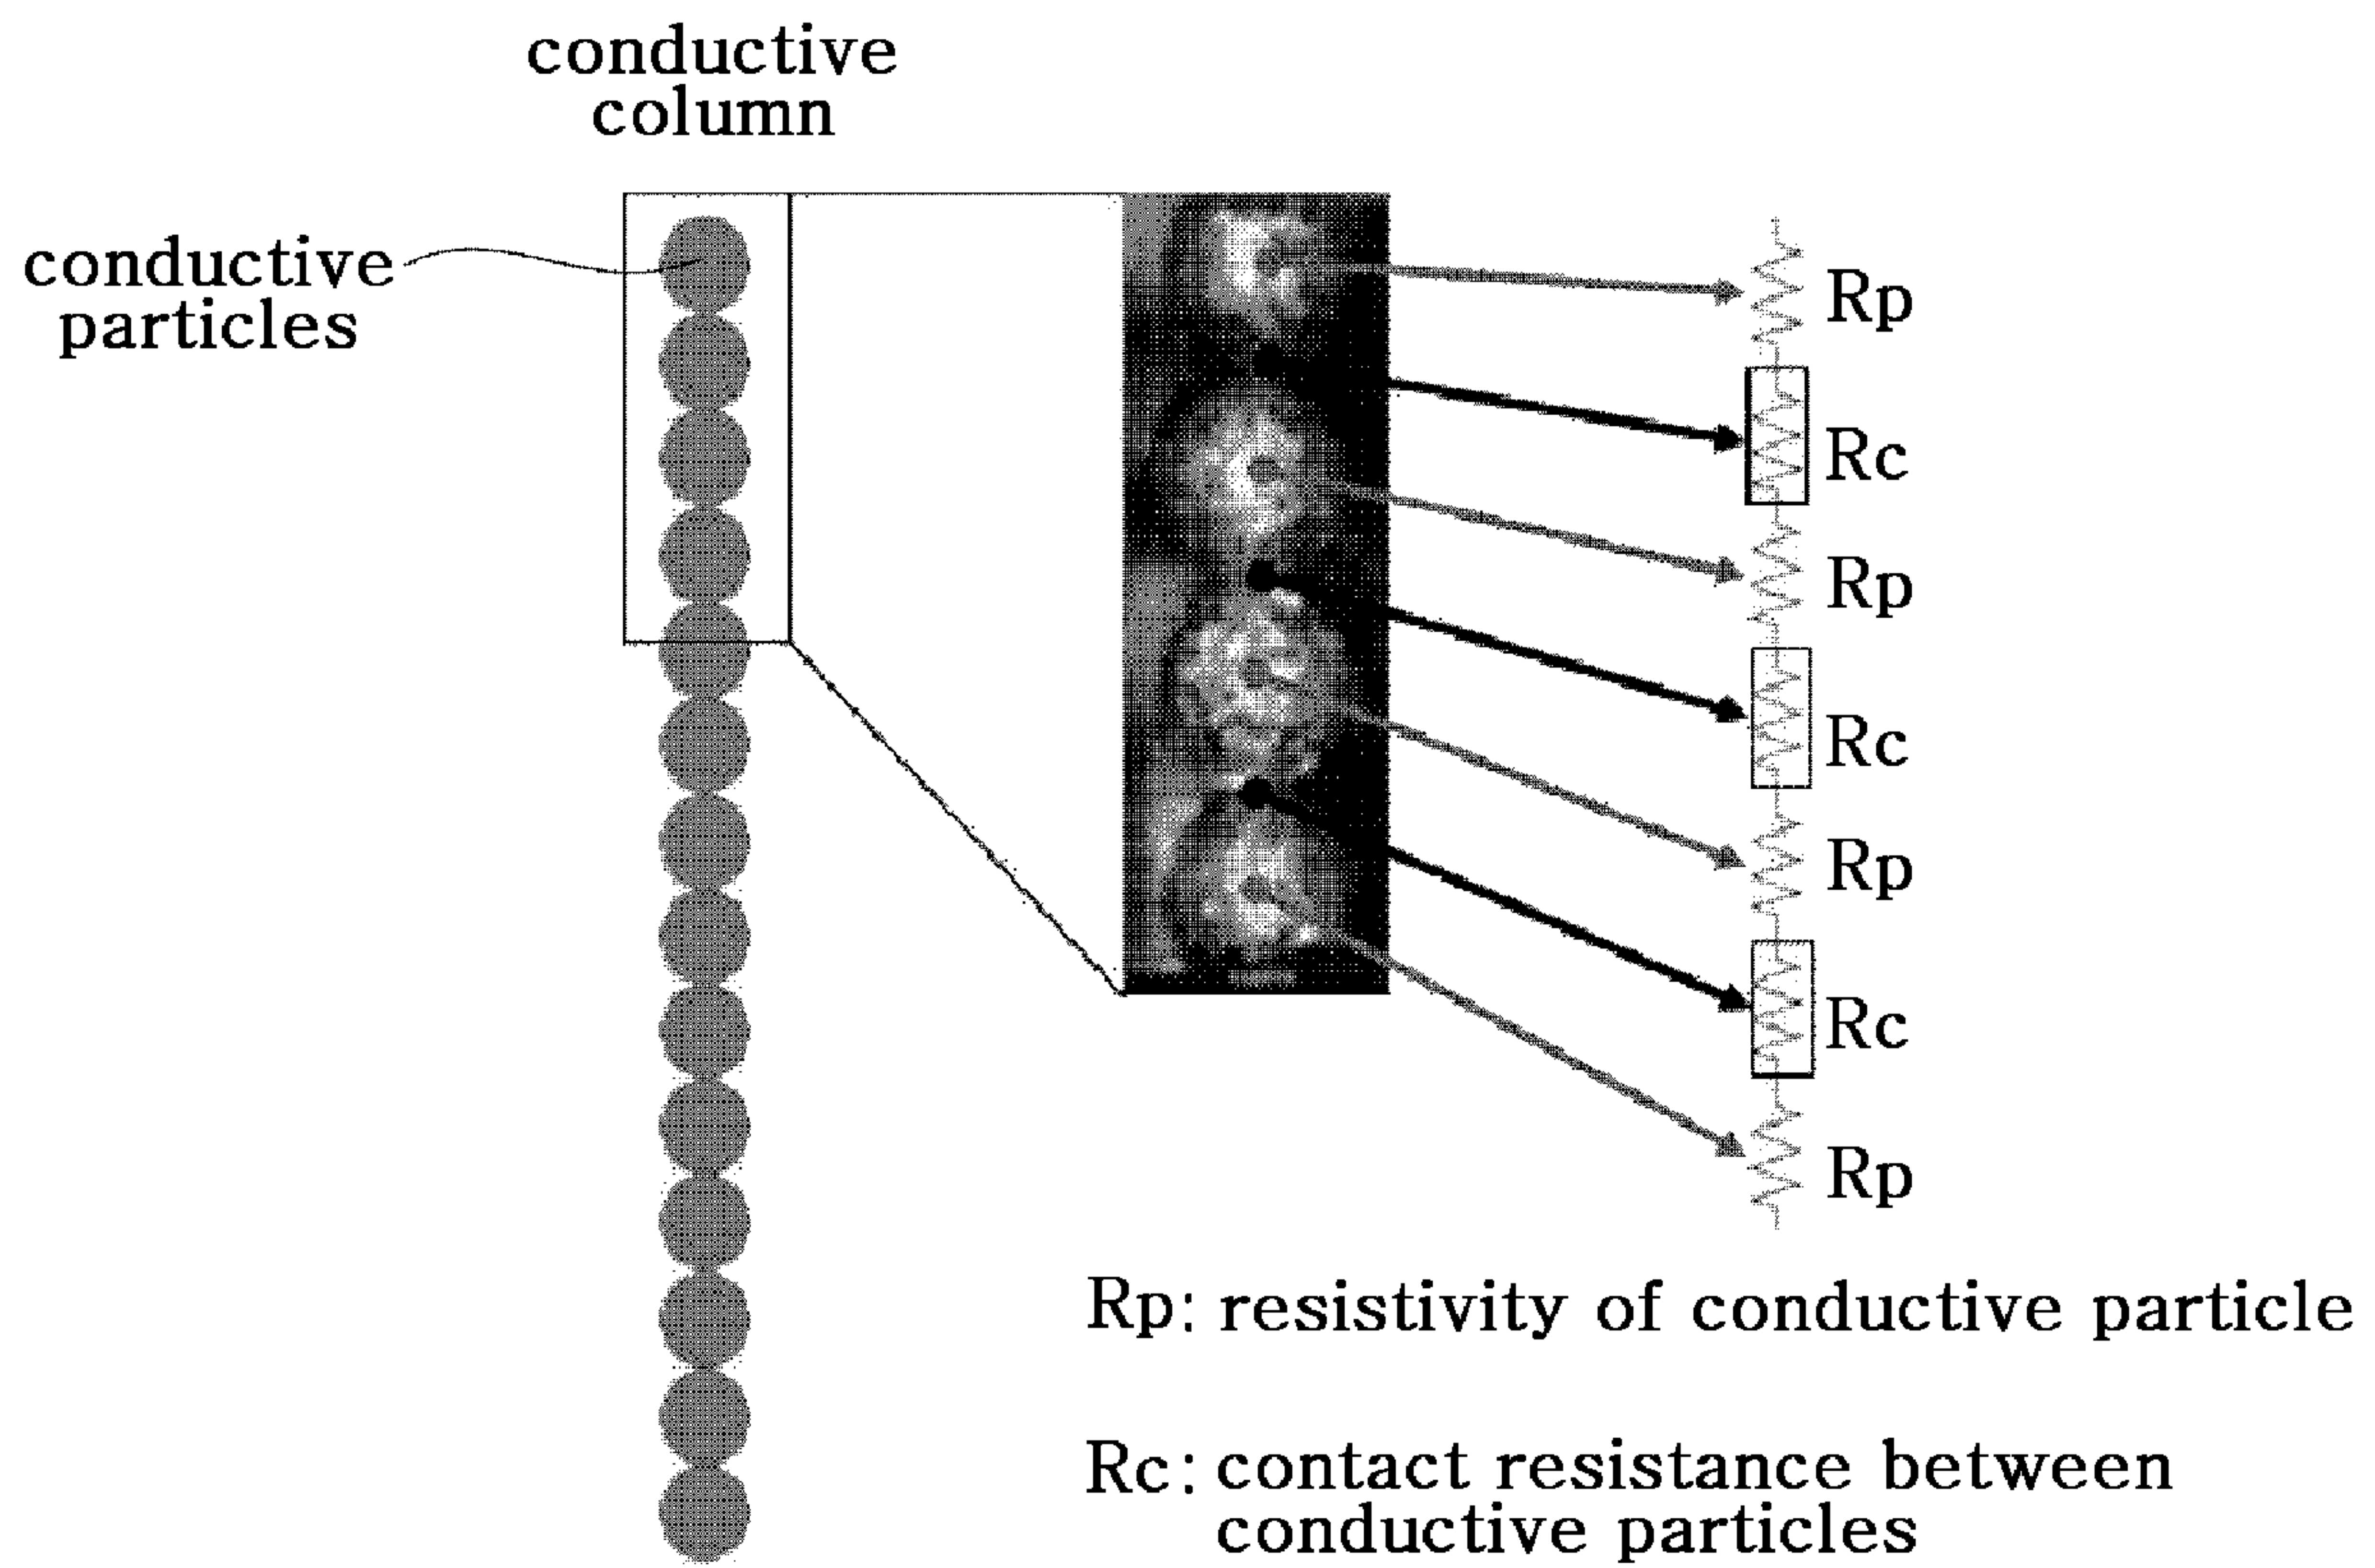 conductive
column
conductive
particles
Rp
Rc
Rp
Rc
Rp
Rc
Rp
Rp: resistivity of conductive particle
Rc: contact resistance between
conductive particles